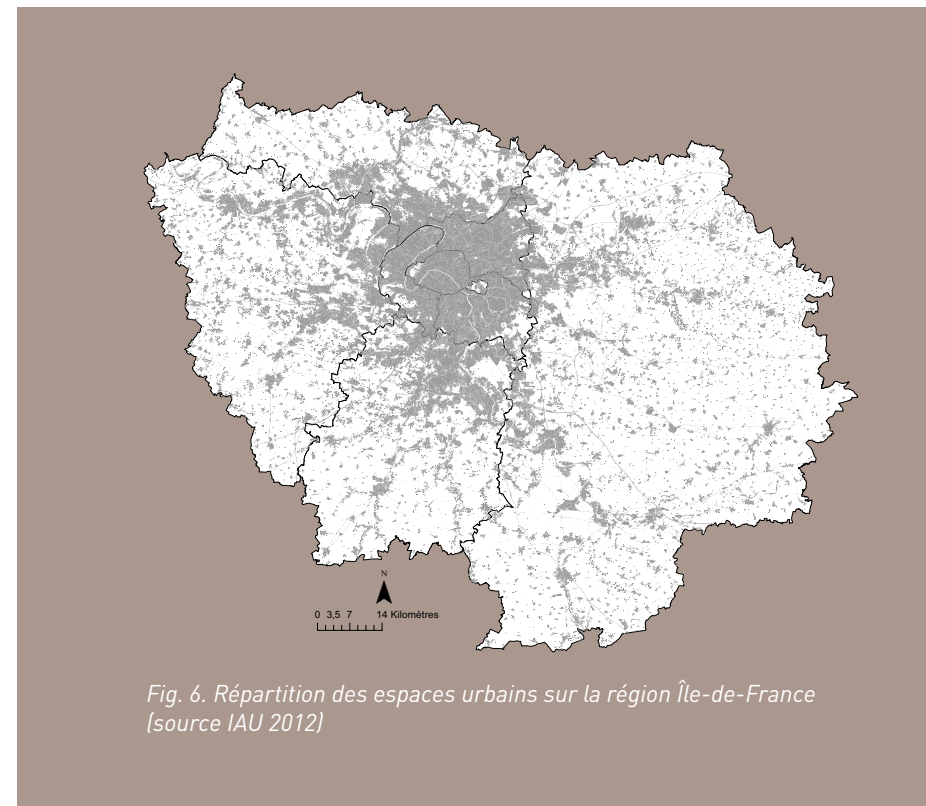 N
0 3,5 7 14 Kilomètres
Fig. 6. Répartition des espaces urbains sur la région Île-de-France
(source IAU 2012)